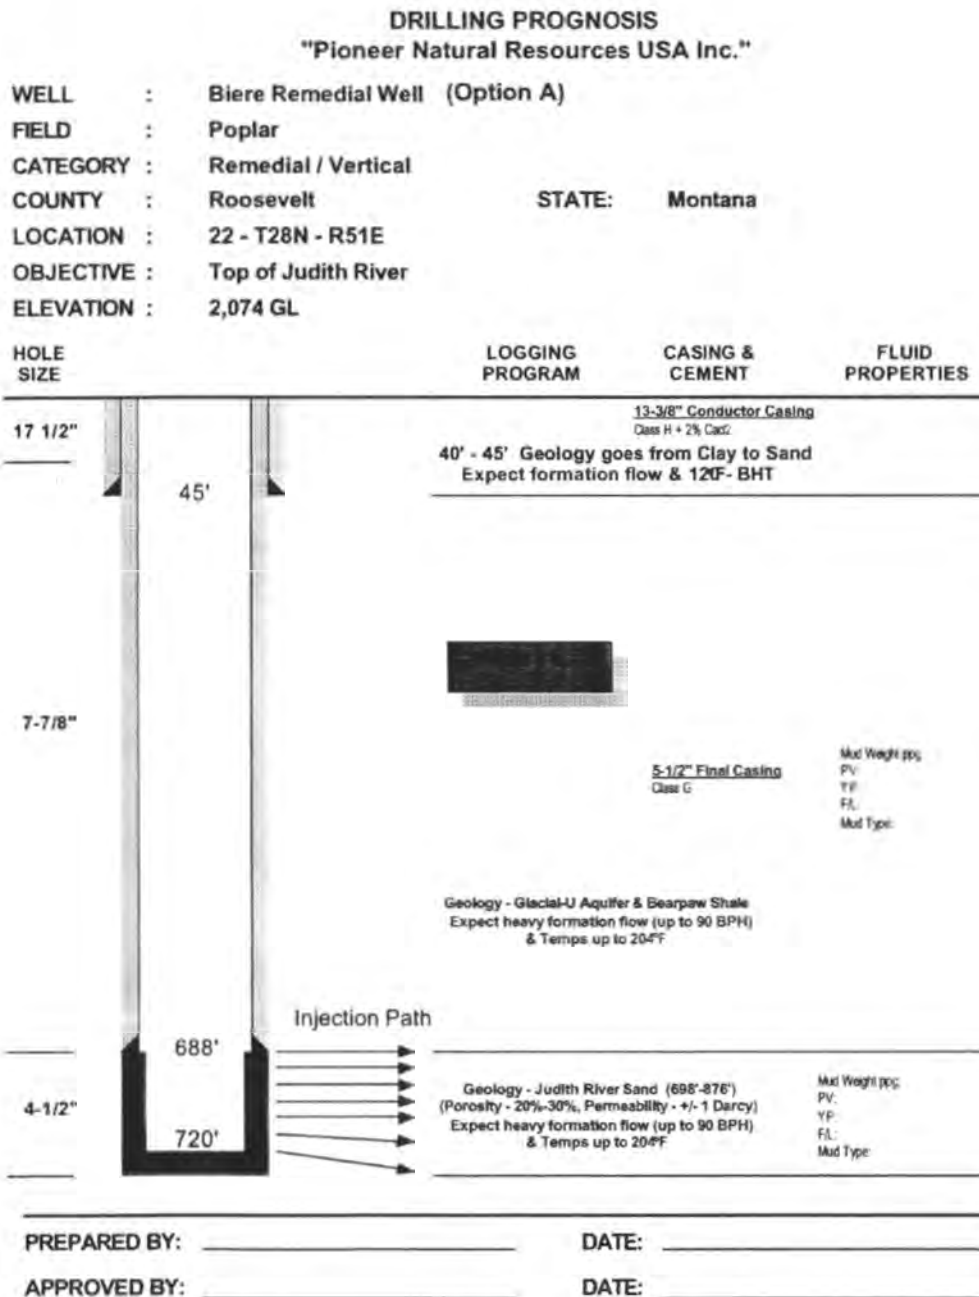 DRILLING PROGNOSIS
"Pioneer Natural Resources USA Inc."
WELL : Biere Remedial Well (Option A)
FIELD : Poplar
CATEGORY : Remedial / Vertical
COUNTY : Roosevelt STATE: Montana
LOCATION : 22 - T28N - R51E
OBJECTIVE : Top of Judith River
ELEVATION : 2,074 GL
HOLE SIZE
LOGGING PROGRAM
CASING & CEMENT
FLUID PROPERTIES
17 1/2"
13-3/8" Conductor Casing
Class H + 2% Cacl2
40' - 45' Geology goes from Clay to Sand
Expect formation flow & 120°F- BHT
45'
7-7/8"
5-1/2" Final Casing
Class G
Mud Weight ppg:
PV:
YP:
F/L:
Mud Type:
Geology - Glacial-U Aquifer & Bearpaw Shale
Expect heavy formation flow (up to 90 BPH)
& Temps up to 204°F
Injection Path
688'
4-1/2"
720'
Geology - Judith River Sand (698'-876')
(Porosity - 20%-30%, Permeability - +/- 1 Darcy)
Expect heavy formation flow (up to 90 BPH)
& Temps up to 204°F
Mud Weight ppg:
PV:
YP:
F/L:
Mud Type:
PREPARED BY: DATE:
APPROVED BY: DATE: